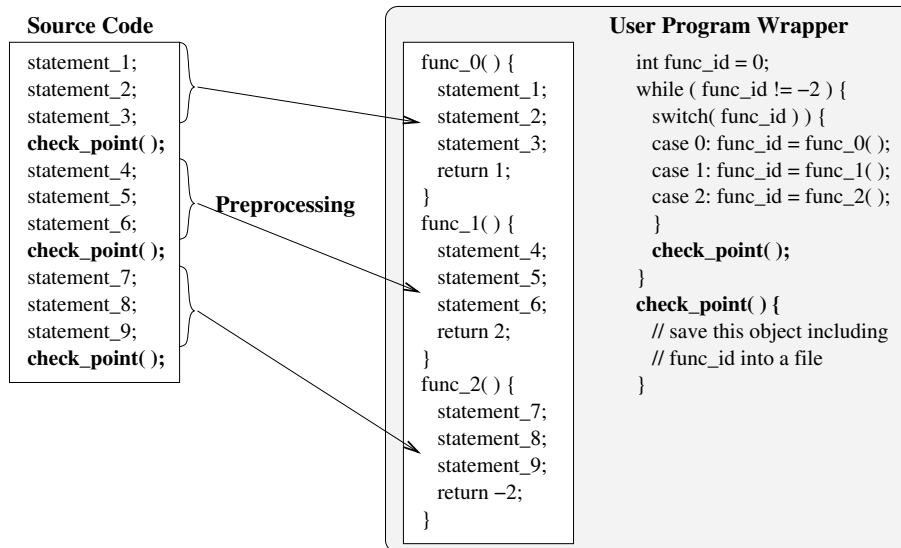 Source Code
statement_1;
statement_2;
statement_3;
check_point( );
statement_4;
statement_5;
statement_6;
check_point( );
statement_7;
statement_8;
statement_9;
check_point( );
Preprocessing
User Program Wrapper
func_0( ) {
statement_1;
statement_2;
statement_3;
return 1;
}
func_1( ) {
statement_4;
statement_5;
statement_6;
return 2;
}
func_2( ) {
statement_7;
statement_8;
statement_9;
return −2;
}
int func_id = 0;
while ( func_id != −2 ) {
switch( func_id ) ) {
case 0: func_id = func_0( );
case 1: func_id = func_1( );
case 2: func_id = func_2( );
}
check_point( );
}
check_point( ) {
// save this object including
// func_id into a file
}